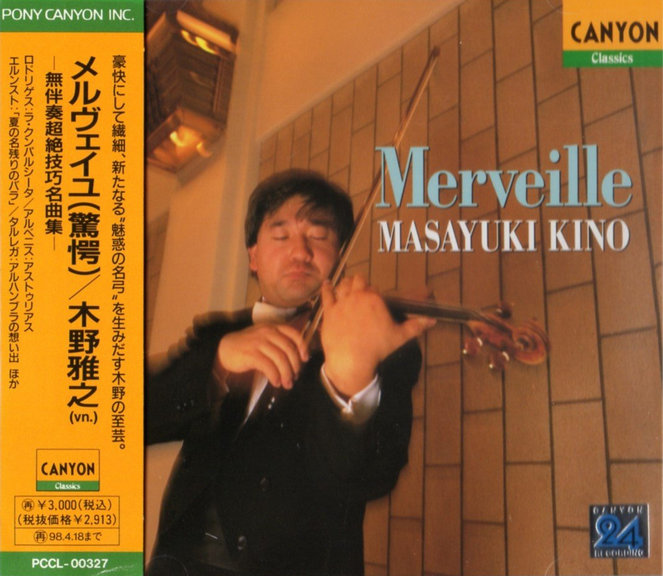 PONY CANYON INC.
豪快にして繊細、新たなる“魅惑の名弓”を生みだす木野の至芸。
メルヴェイユ(驚愕)／木野雅之(vn.)
—無伴奏超絶技巧名曲集—
ロドリゲス:ラ・クンパルシータ／アルベニス:アストゥリアス
エルンスト:「夏の名残りのバラ」／タルレガ:アルハンブラの想い出 ほか
CANYON
Classics
再￥3,000(税込)
(税抜価格￥2,913)
再98.4.18まで
PCCL-00327
CANYON
Classics
Merveille
MASAYUKI KINO
CANYON
24
RECORDING